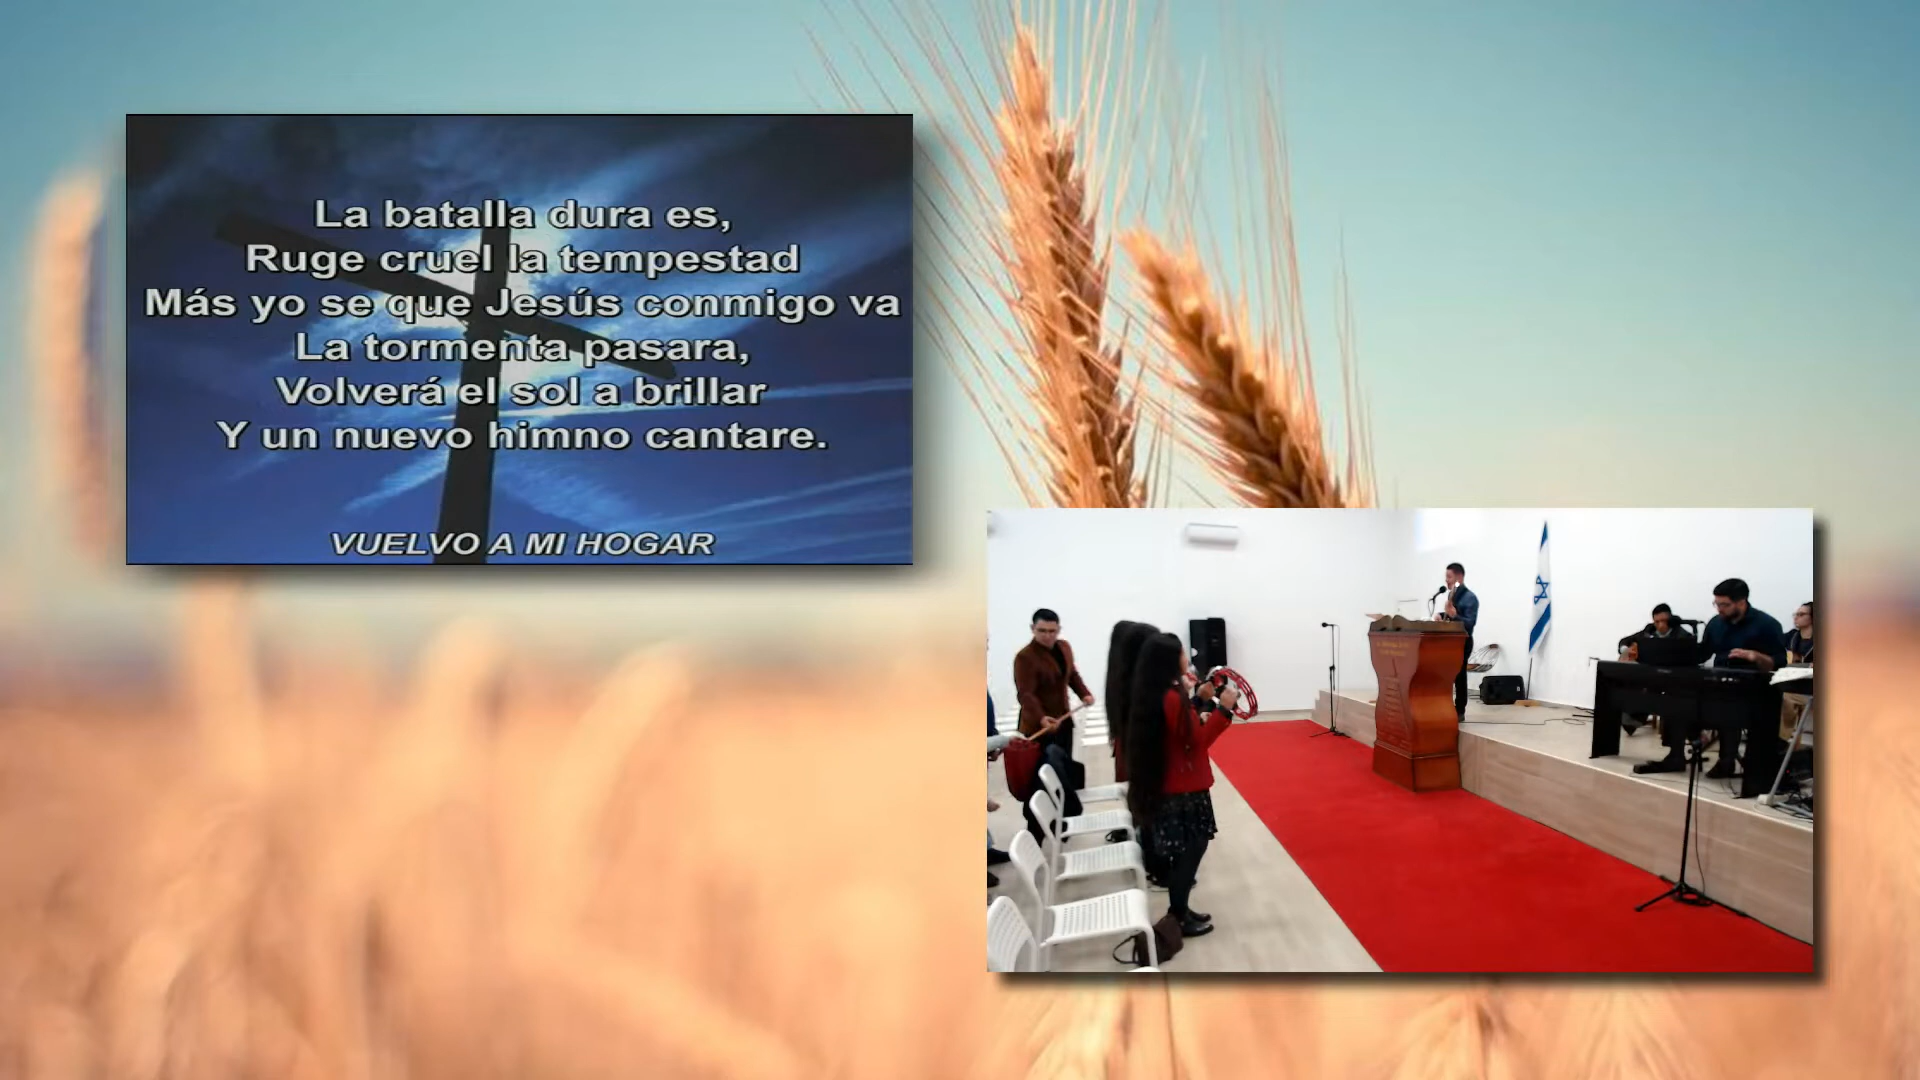 La batalla dura es,
Ruge cruel la tempestad
Más yo se que Jesús conmigo va
La tormenta pasara,
Volverá el sol a brillar
Y un nuevo himno cantare.
VUELVO A MI HOGAR